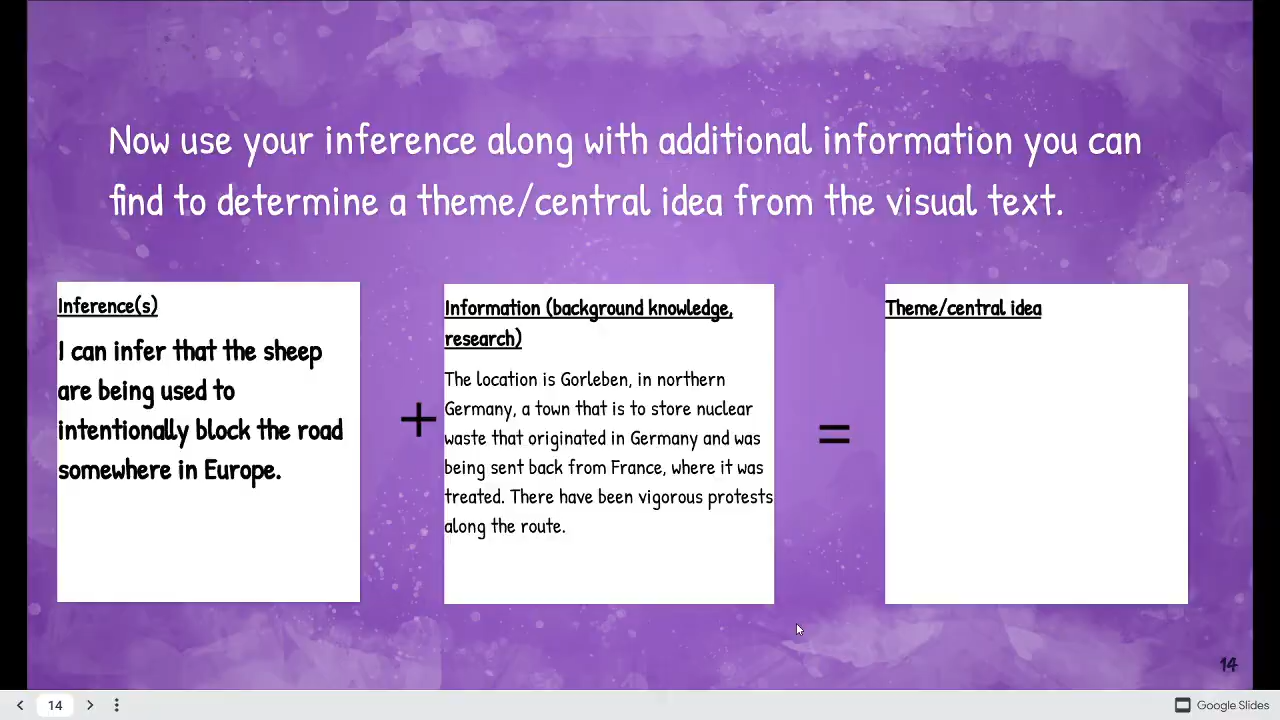 Now use your inference along with additional information you can
find to determine a theme/central idea from the visual text.
Inference(s)
I can infer that the sheep
are being used to
intentionally block the road
somewhere in Europe.
+
Information (background knowledge,
research)
The location is Gorleben, in northern
Germany, a town that is to store nuclear
waste that originated in Germany and was
being sent back from France, where it was
treated. There have been vigorous protests
along the route.
=
Theme/central idea
14
14
Google Slides